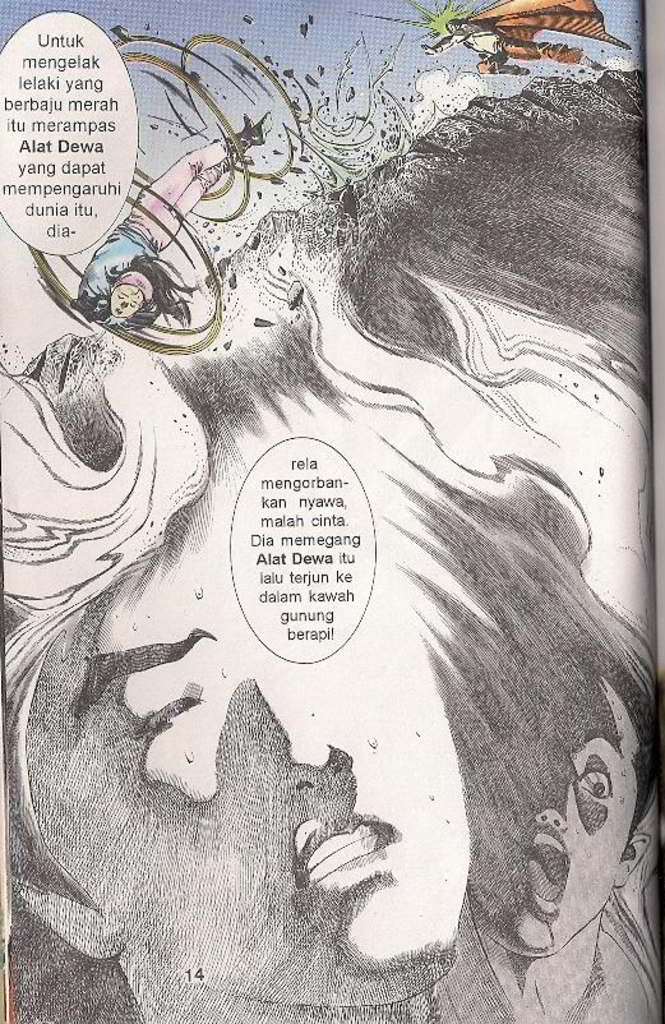 Untuk
mengelak
lelaki yang
berbaju merah
itu merampas
Alat Dewa
yang dapat
mempengaruhi
dunia itu,
dia-
rela
mengorban-
kan nyawa,
malah cinta.
Dia memegang
Alat Dewa itu
lalu terjun ke
dalam kawah
gunung
berapi!
14